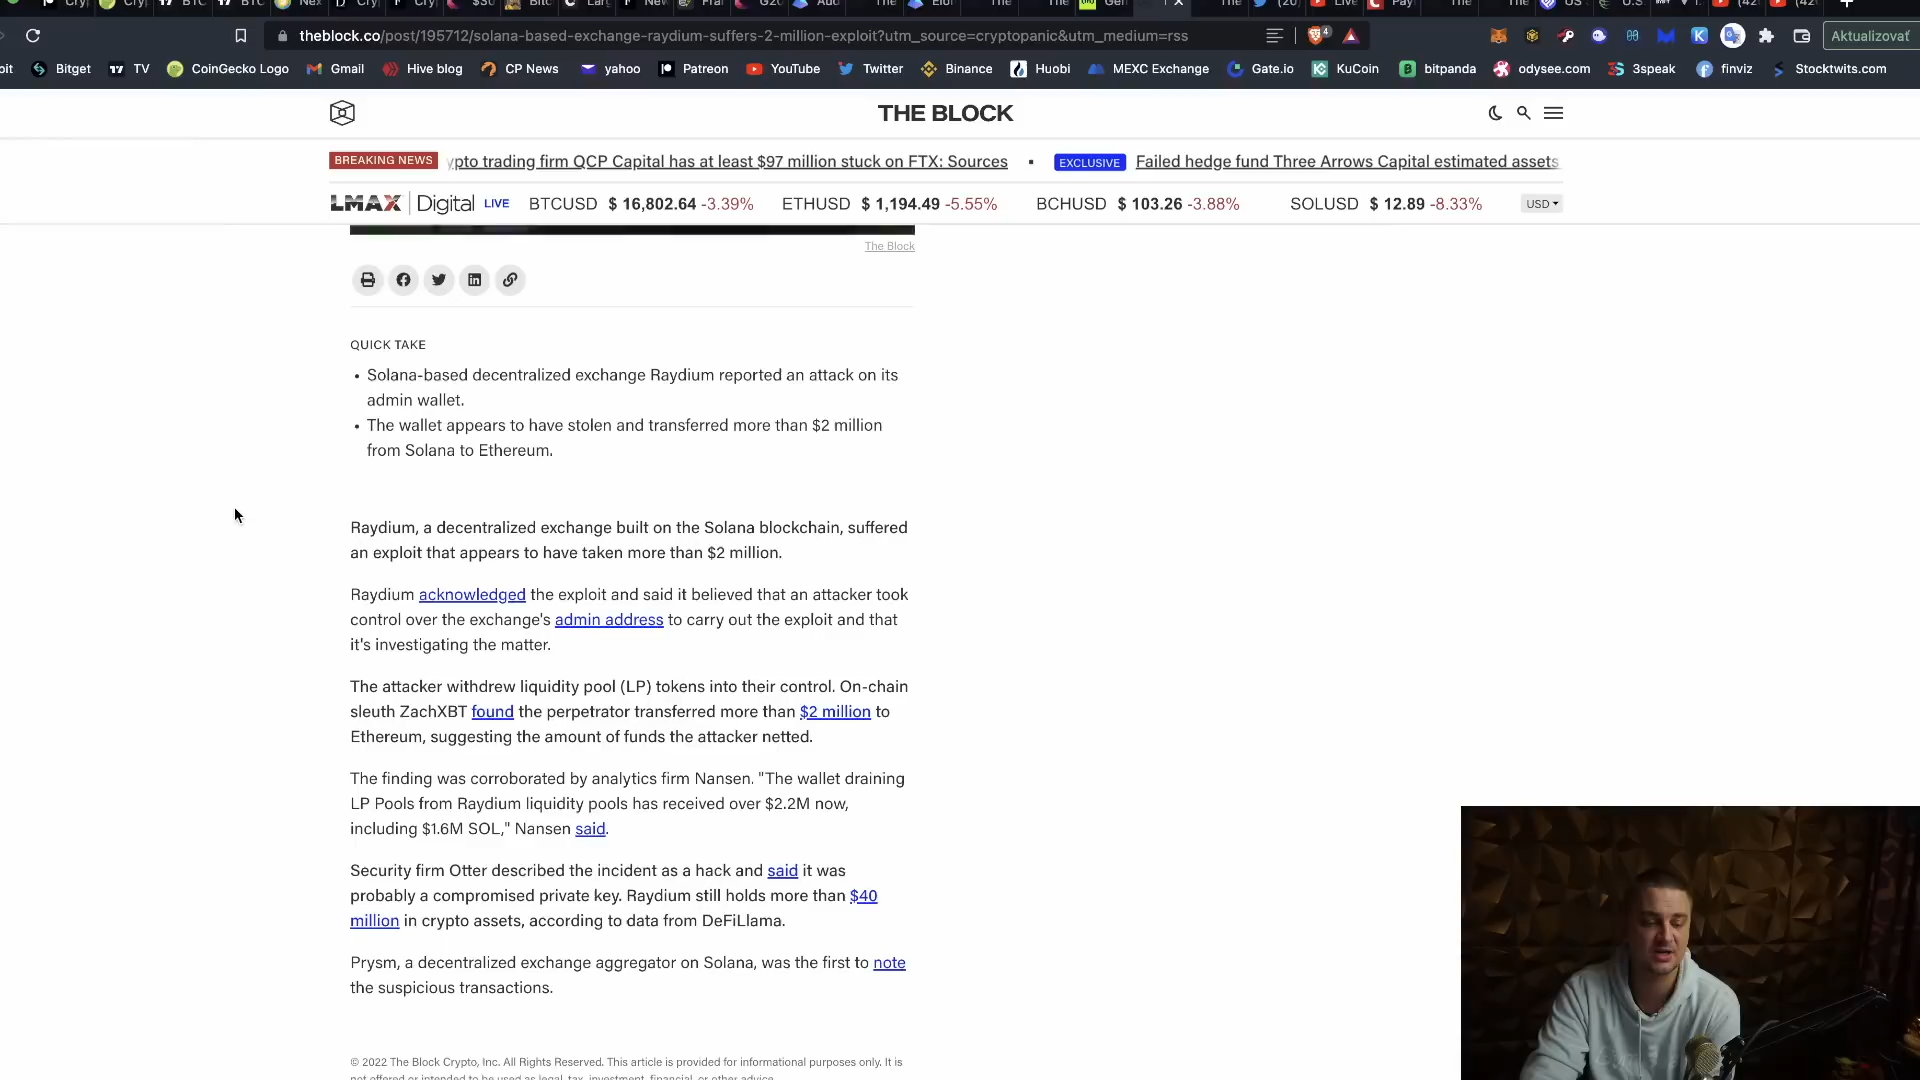 theblock.co/post/195712/solana-based-exchange-raydium-suffers-2-million-exploit?utm_source=cryptopanic&utm_medium=rss
4
Aktualizovať
Bitget TV CoinGecko Logo Gmail Hive blog CP News yahoo Patreon YouTube Twitter Binance Huobi MEXC Exchange Gate.io KuCoin bitpanda odysee.com 3speak finviz Stocktwits.com
THE BLOCK
BREAKING NEWS ypto trading firm QCP Capital has at least $97 million stuck on FTX: Sources ▪ EXCLUSIVE Failed hedge fund Three Arrows Capital estimated assets
LMAX Digital LIVE BTCUSD $ 16,802.64 -3.39% ETHUSD $ 1,194.49 -5.55% BCHUSD $ 103.26 -3.88% SOLUSD $ 12.89 -8.33% USD
The Block
QUICK TAKE
• Solana-based decentralized exchange Raydium reported an attack on its
admin wallet.
• The wallet appears to have stolen and transferred more than $2 million
from Solana to Ethereum.
Raydium, a decentralized exchange built on the Solana blockchain, suffered
an exploit that appears to have taken more than $2 million.
Raydium acknowledged the exploit and said it believed that an attacker took
control over the exchange's admin address to carry out the exploit and that
it's investigating the matter.
The attacker withdrew liquidity pool (LP) tokens into their control. On-chain
sleuth ZachXBT found the perpetrator transferred more than $2 million to
Ethereum, suggesting the amount of funds the attacker netted.
The finding was corroborated by analytics firm Nansen. "The wallet draining
LP Pools from Raydium liquidity pools has received over $2.2M now,
including $1.6M SOL," Nansen said.
Security firm Otter described the incident as a hack and said it was
probably a compromised private key. Raydium still holds more than $40
million in crypto assets, according to data from DeFiLlama.
Prysm, a decentralized exchange aggregator on Solana, was the first to note
the suspicious transactions.
© 2022 The Block Crypto, Inc. All Rights Reserved. This article is provided for informational purposes only. It is
not offered or intended to be used as legal, tax, investment, financial, or other advice.